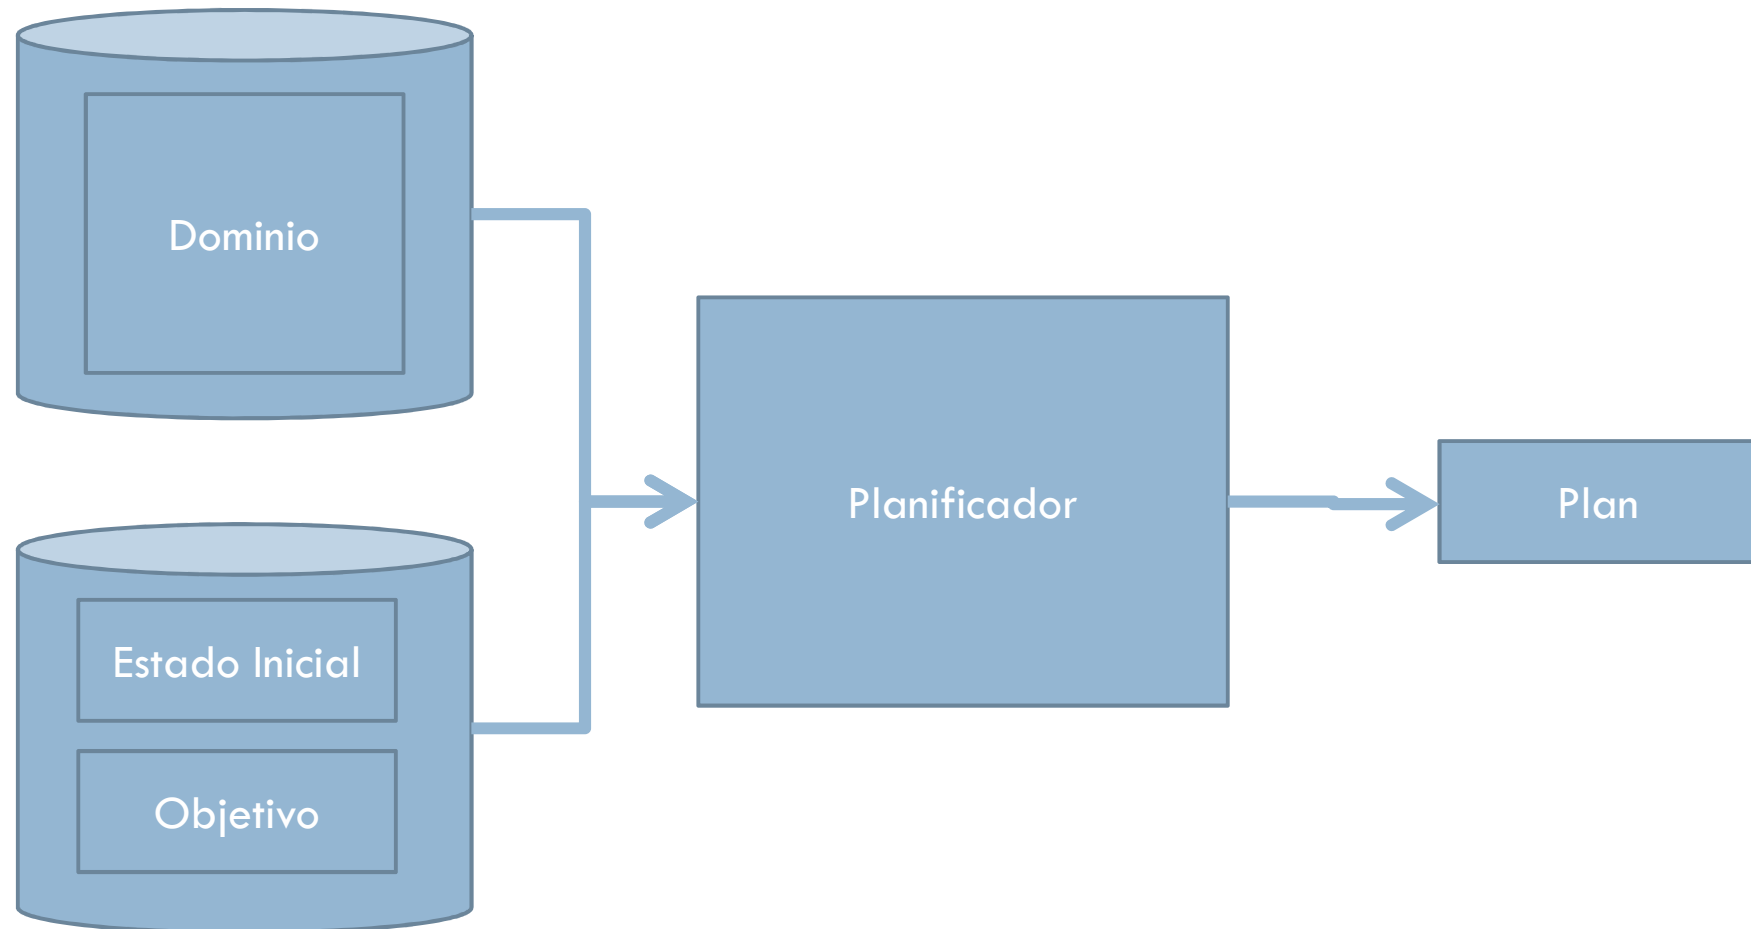 Dominio
Planificador
Plan
Estado Inicial
Objetivo